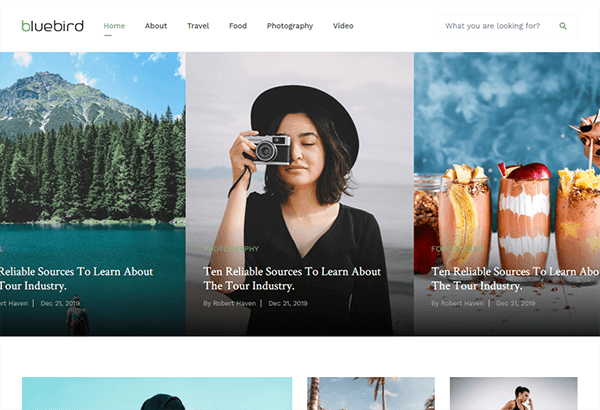 bluebird
Home About Travel Food Photography Video
What you are looking for?
Reliable Sources To Learn About
Tour Industry.
Haven | Dec 21, 2019
PHOTOGRAPHY
Ten Reliable Sources To Learn About
The Tour Industry.
By Robert Haven | Dec 21, 2019
Ten Reliable Sources To Learn Abo
The Tour Industry.
By Robert Haven | Dec 21, 2019